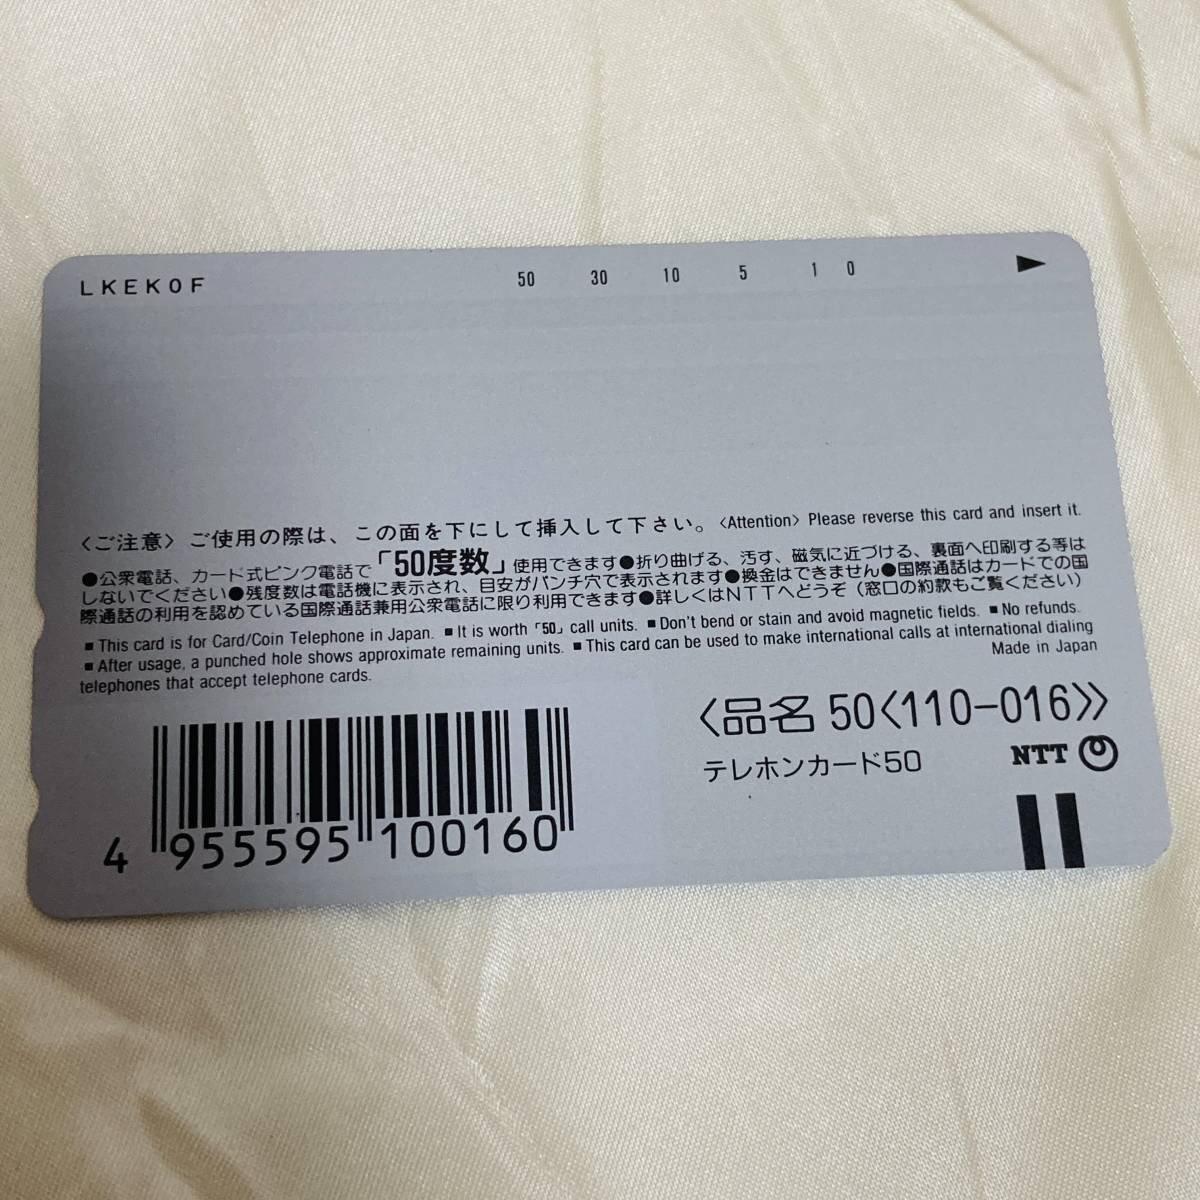 LKEK0F
50 30 10 5 1 0
〈ご注意〉ご使用の際は、この面を下にして挿入して下さい。〈Attention〉Please reverse this card and insert it.
●公衆電話、カード式ピンク電話で「50度数」使用できます●折り曲げる、汚す、磁気に近づける、裏面へ印刷する等は
しないでください●残度数は電話機に表示され、目安がパンチ穴で表示されます●換金はできません●国際通話はカードでの国
際通話の利用を認めている国際通話兼用公衆電話に限り利用できます●詳しくはNTTへどうぞ（窓口の約款もご覧ください）
■This card is for Card/Coin Telephone in Japan. ■It is worth「50」call units. ■Don't bend or stain and avoid magnetic fields. ■No refunds.
■After usage, a punched hole shows approximate remaining units. ■This card can be used to make international calls at international dialing
telephones that accept telephone cards.
Made in Japan
〈品名 50〈110-016〉〉
テレホンカード50
NTT
4 955595 100160